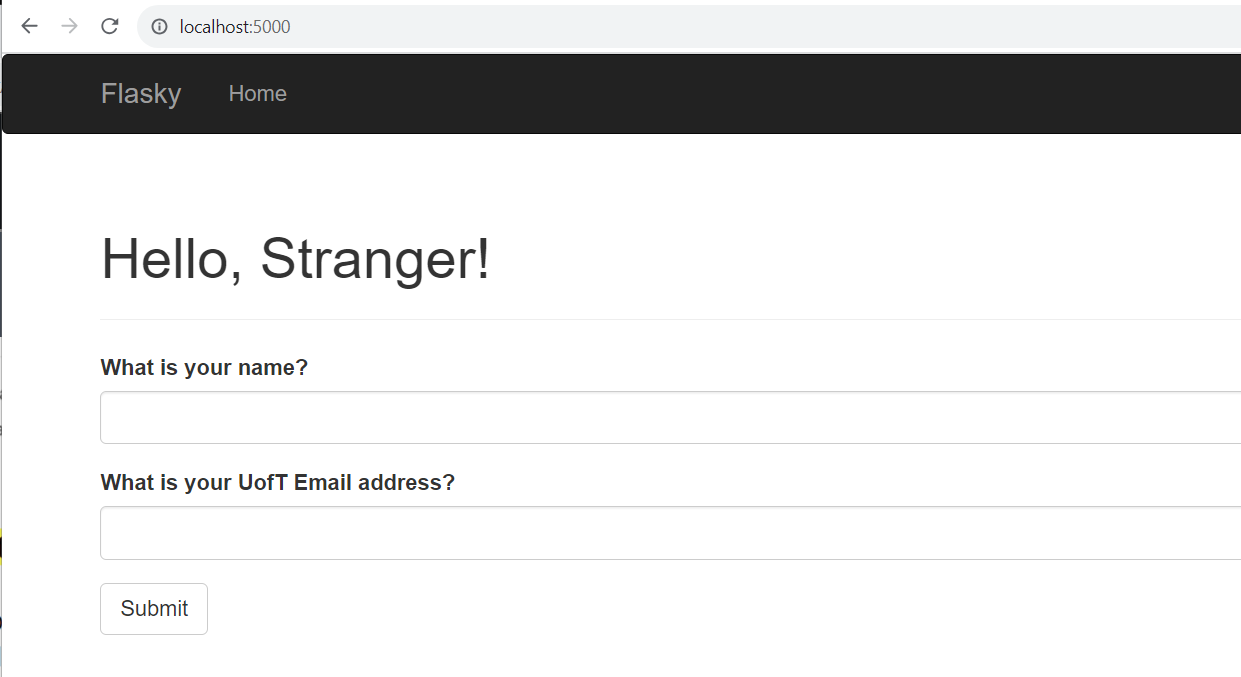 localhost:5000
Flasky Home
Hello, Stranger!
What is your name?
What is your UofT Email address?
Submit